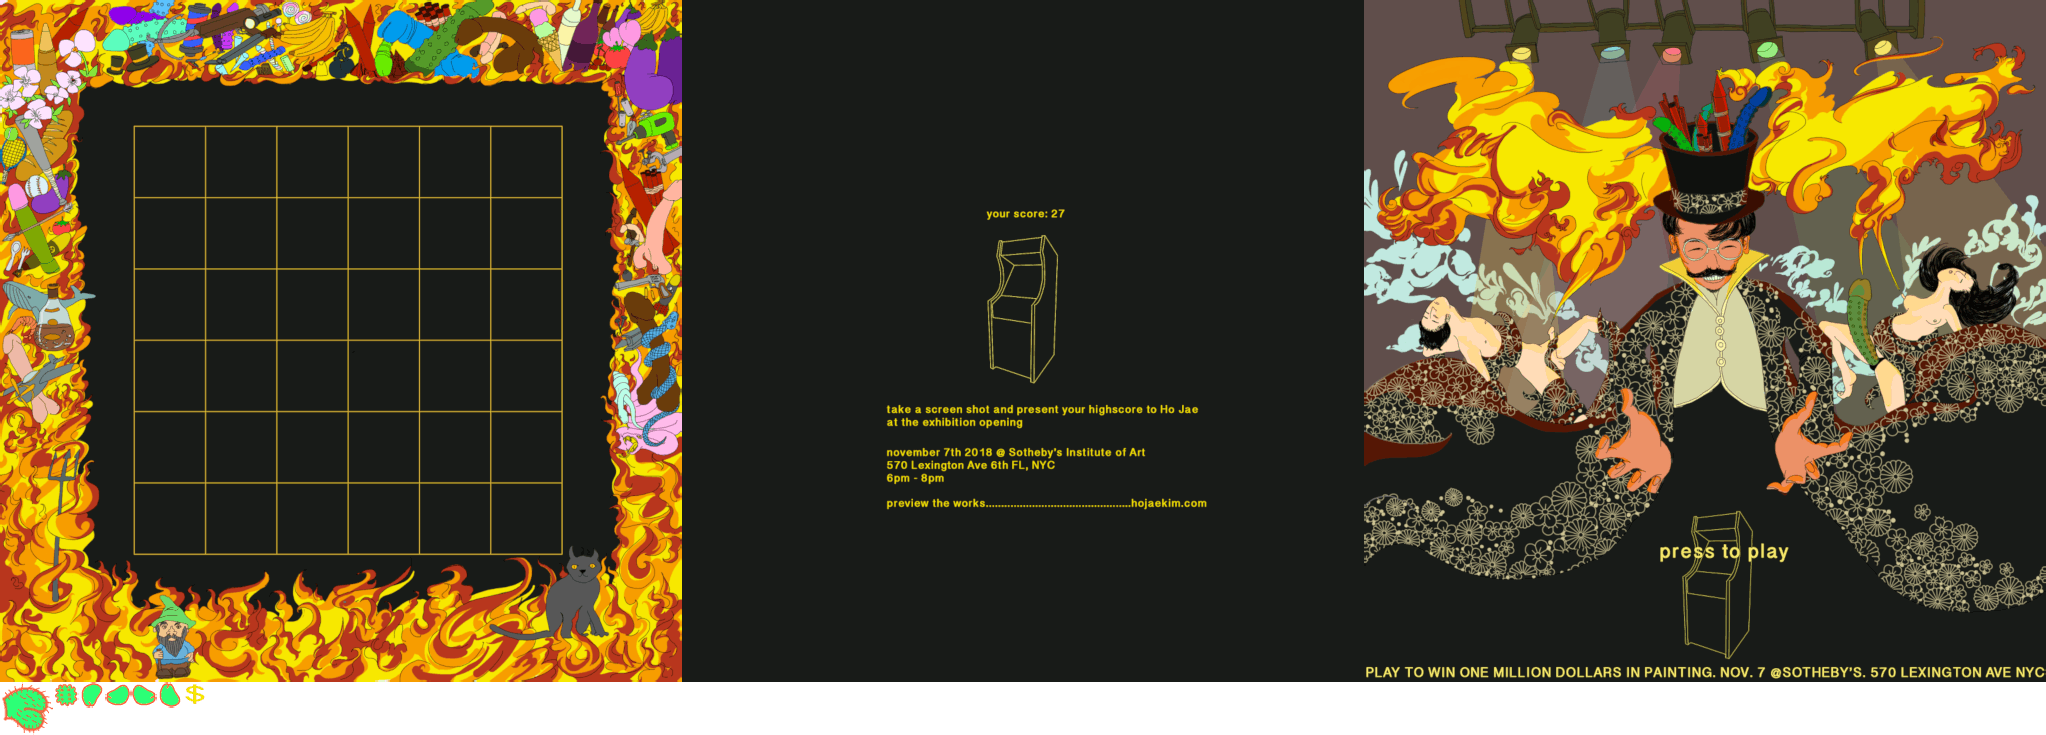 your score: 27
take a screen shot and present your highscore to Ho Jae
at the exhibition opening
november 7th 2018 @ Sotheby's Institute of Art
570 Lexington Ave 6th FL, NYC
6pm - 8pm
preview the works................................................hojaekim.com
press to play
PLAY TO WIN ONE MILLION DOLLARS IN PAINTING. NOV. 7 @SOTHEBY'S. 570 LEXINGTON AVE NYC
$